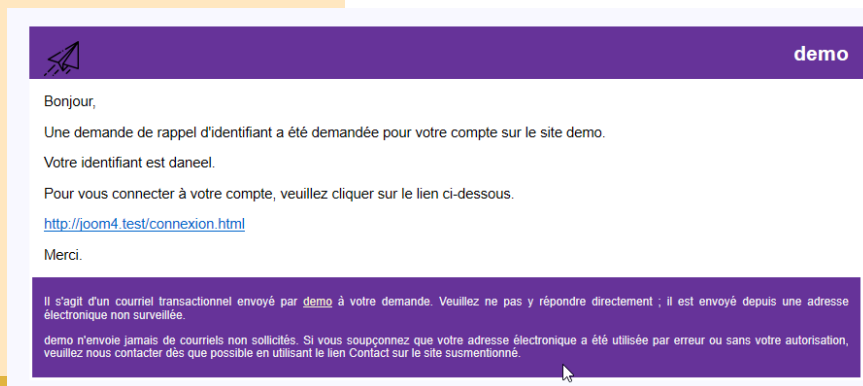 demo
Bonjour,
Une demande de rappel d'identifiant a été demandée pour votre compte sur le site demo.
Votre identifiant est daneel.
Pour vous connecter à votre compte, veuillez cliquer sur le lien ci-dessous.
http://joom4.test/connexion.html
Merci.
Il s'agit d'un courriel transactionnel envoyé par demo à votre demande. Veuillez ne pas y répondre directement ; il est envoyé depuis une adresse
électronique non surveillée.
demo n'envoie jamais de courriels non sollicités. Si vous soupçonnez que votre adresse électronique a été utilisée par erreur ou sans votre autorisation,
veuillez nous contacter dès que possible en utilisant le lien Contact sur le site susmentionné.